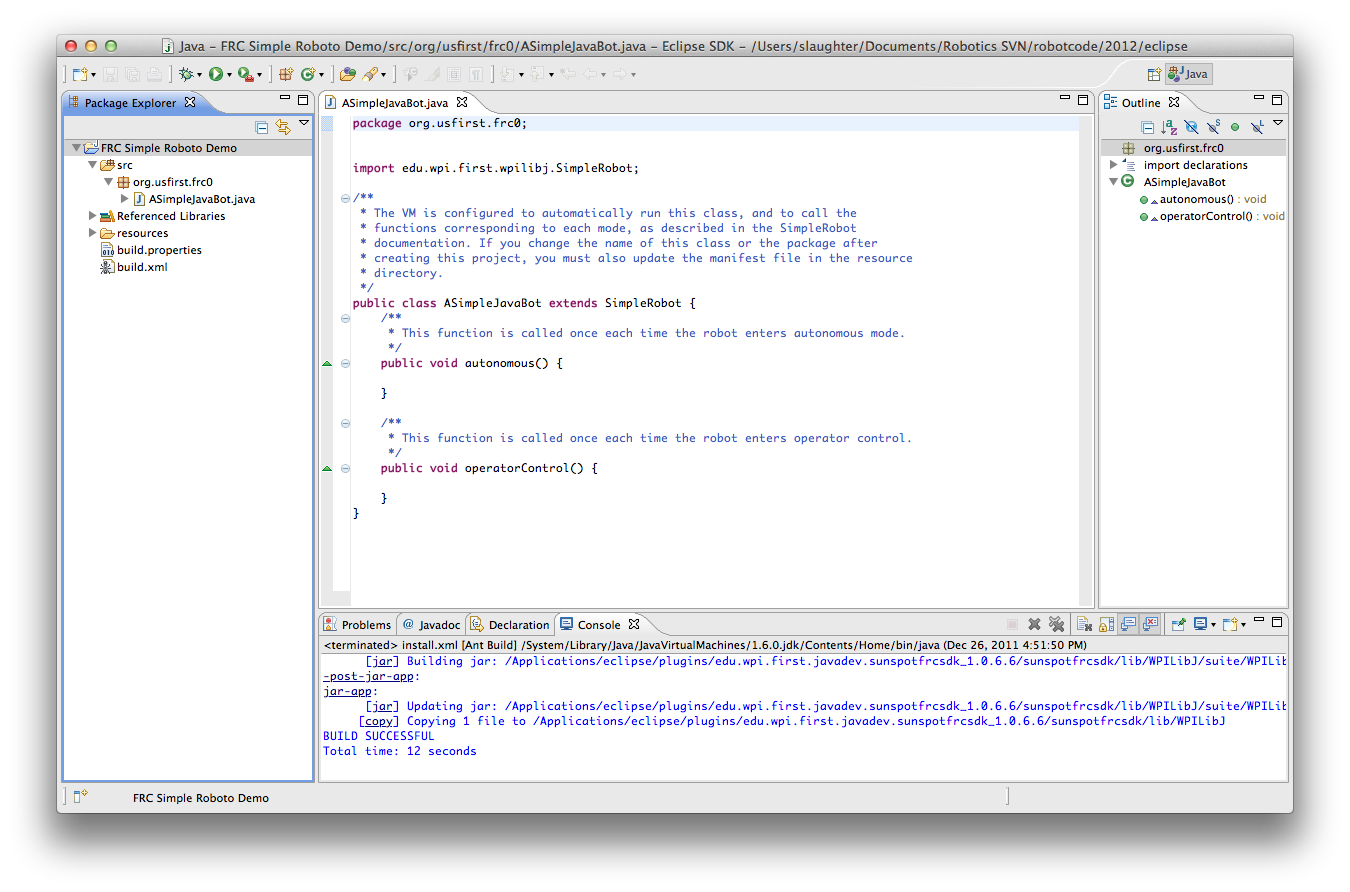 Java – FRC Simple Roboto Demo/src/org/usfirst/frc0/ASimpleJavaBot.java – Eclipse SDK – /Users/slaughter/Documents/Robotics SVN/robotcode/2012/eclipse
Java
Package Explorer
FRC Simple Roboto Demo
src
org.usfirst.frc0
ASimpleJavaBot.java
Referenced Libraries
resources
build.properties
build.xml
ASimpleJavaBot.java
package org.usfirst.frc0;
import edu.wpi.first.wpilibj.SimpleRobot;
/**
* The VM is configured to automatically run this class, and to call the
* functions corresponding to each mode, as described in the SimpleRobot
* documentation. If you change the name of this class or the package after
* creating this project, you must also update the manifest file in the resource
* directory.
*/
public class ASimpleJavaBot extends SimpleRobot {
/**
* This function is called once each time the robot enters autonomous mode.
*/
public void autonomous() {
}
/**
* This function is called once each time the robot enters operator control.
*/
public void operatorControl() {
}
}
Outline
org.usfirst.frc0
import declarations
ASimpleJavaBot
autonomous() : void
operatorControl() : void
Problems @ Javadoc Declaration Console
<terminated> install.xml [Ant Build] /System/Library/Java/JavaVirtualMachines/1.6.0.jdk/Contents/Home/bin/java (Dec 26, 2011 4:51:50 PM)
[jar] Building jar: /Applications/eclipse/plugins/edu.wpi.first.javadev.sunspotfrcsdk_1.0.6.6/sunspotfrcsdk/lib/WPILibJ/suite/WPILib
-post-jar-app:
jar-app:
[jar] Updating jar: /Applications/eclipse/plugins/edu.wpi.first.javadev.sunspotfrcsdk_1.0.6.6/sunspotfrcsdk/lib/WPILibJ/suite/WPILib
[copy] Copying 1 file to /Applications/eclipse/plugins/edu.wpi.first.javadev.sunspotfrcsdk_1.0.6.6/sunspotfrcsdk/lib/WPILibJ
BUILD SUCCESSFUL
Total time: 12 seconds
FRC Simple Roboto Demo